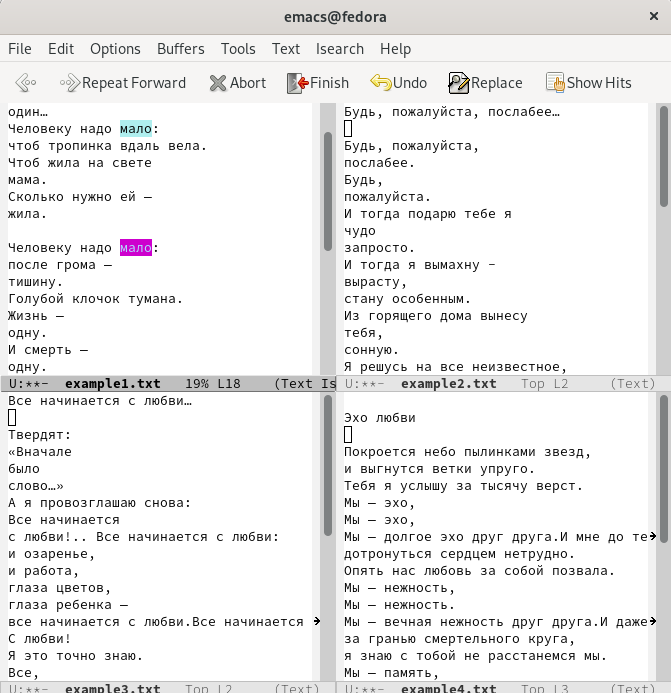 emacs@fedora
File Edit Options Buffers Tools Text Isearch Help
Repeat Forward Abort Finish Undo Replace Show Hits
один…
Человеку надо мало:
чтоб тропинка вдаль вела.
Чтоб жила на свете
мама.
Сколько нужно ей —
жила.
Человеку надо мало:
после грома —
тишину.
Голубой клочок тумана.
Жизнь —
одну.
И смерть —
одну.
U:**- example1.txt 19% L18 (Text Is
Будь, пожалуйста, послабее…
Будь, пожалуйста,
послабее.
Будь,
пожалуйста.
И тогда подарю тебе я
чудо
запросто.
И тогда я вымахну –
вырасту,
стану особенным.
Из горящего дома вынесу
тебя,
сонную.
Я решусь на все неизвестное,
U:**- example2.txt Top L2 (Text)
Все начинается с любви…
Твердят:
«Вначале
было
слово…»
А я провозглашаю снова:
Все начинается
с любви!.. Все начинается с любви:
и озаренье,
и работа,
глаза цветов,
глаза ребенка —
все начинается с любви.Все начинается
С любви!
Я это точно знаю.
Все,
U:**- example3.txt Top L2 (Text)
Эхо любви
Покроется небо пылинками звезд,
и выгнутся ветки упруго.
Тебя я услышу за тысячу верст.
Мы — эхо,
Мы — эхо,
Мы — долгое эхо друг друга.И мне до те
дотронуться сердцем нетрудно.
Опять нас любовь за собой позвала.
Мы — нежность,
Мы — нежность.
Мы — вечная нежность друг друга.И даже
за гранью смертельного круга,
я знаю с тобой не расстанемся мы.
Мы — память,
U:**- example4.txt Top L3 (Text)